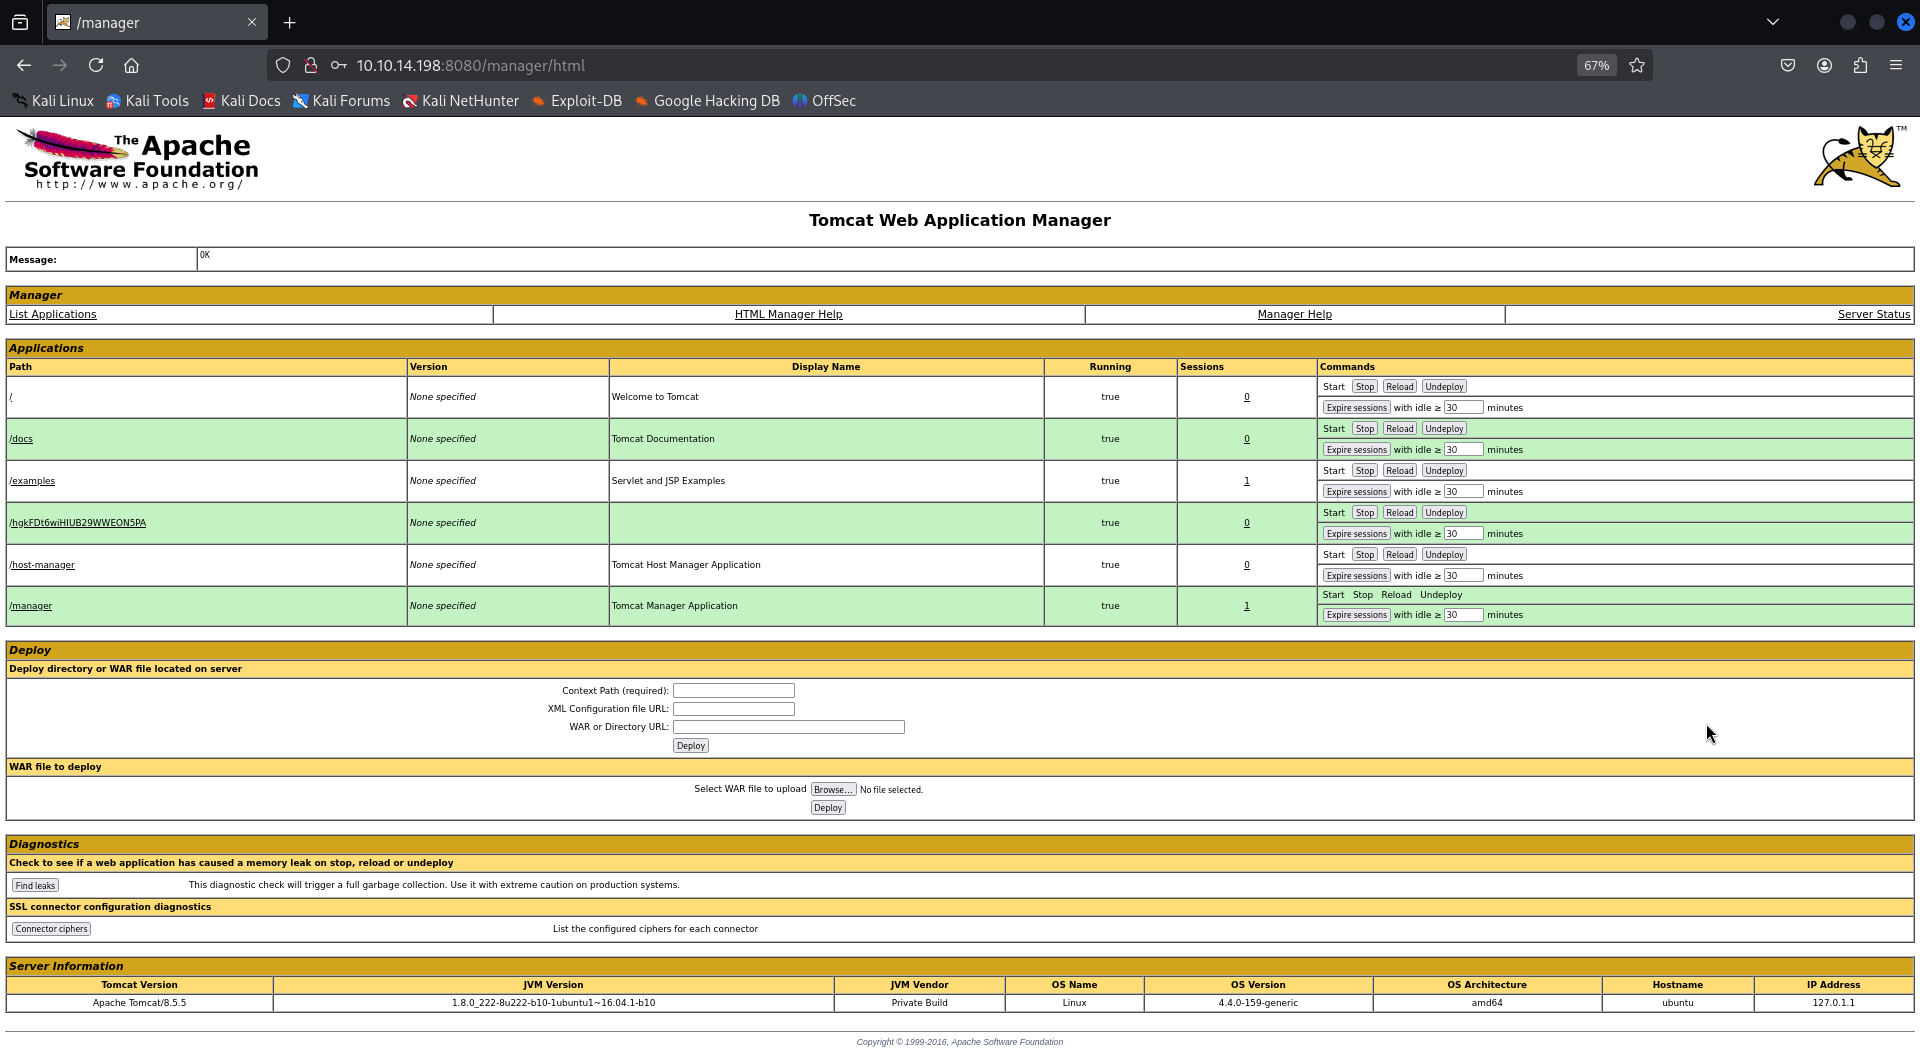 /manager
10.10.14.198:8080/manager/html
67%
Kali Linux Kali Tools Kali Docs Kali Forums Kali NetHunter Exploit-DB Google Hacking DB OffSec
The Apache
Software Foundation
http://www.apache.org/
TM
Tomcat Web Application Manager
Message: OK
Manager
List Applications HTML Manager Help Manager Help Server Status
Applications
Path Version Display Name Running Sessions Commands
/ None specified Welcome to Tomcat true 0 Start Stop Reload Undeploy
Expire sessions with idle ≥ 30 minutes
/docs None specified Tomcat Documentation true 0 Start Stop Reload Undeploy
Expire sessions with idle ≥ 30 minutes
/examples None specified Servlet and JSP Examples true 1 Start Stop Reload Undeploy
Expire sessions with idle ≥ 30 minutes
/hgkFDt6wiHIUB29WWEON5PA None specified true 0 Start Stop Reload Undeploy
Expire sessions with idle ≥ 30 minutes
/host-manager None specified Tomcat Host Manager Application true 0 Start Stop Reload Undeploy
Expire sessions with idle ≥ 30 minutes
/manager None specified Tomcat Manager Application true 1 Start Stop Reload Undeploy
Expire sessions with idle ≥ 30 minutes
Deploy
Deploy directory or WAR file located on server
Context Path (required):
XML Configuration file URL:
WAR or Directory URL:
Deploy
WAR file to deploy
Select WAR file to upload Browse... No file selected.
Deploy
Diagnostics
Check to see if a web application has caused a memory leak on stop, reload or undeploy
Find leaks This diagnostic check will trigger a full garbage collection. Use it with extreme caution on production systems.
SSL connector configuration diagnostics
Connector ciphers List the configured ciphers for each connector
Server Information
Tomcat Version JVM Version JVM Vendor OS Name OS Version OS Architecture Hostname IP Address
Apache Tomcat/8.5.5 1.8.0_222-8u222-b10-1ubuntu1~16.04.1-b10 Private Build Linux 4.4.0-159-generic amd64 ubuntu 127.0.1.1
Copyright © 1999-2016, Apache Software Foundation